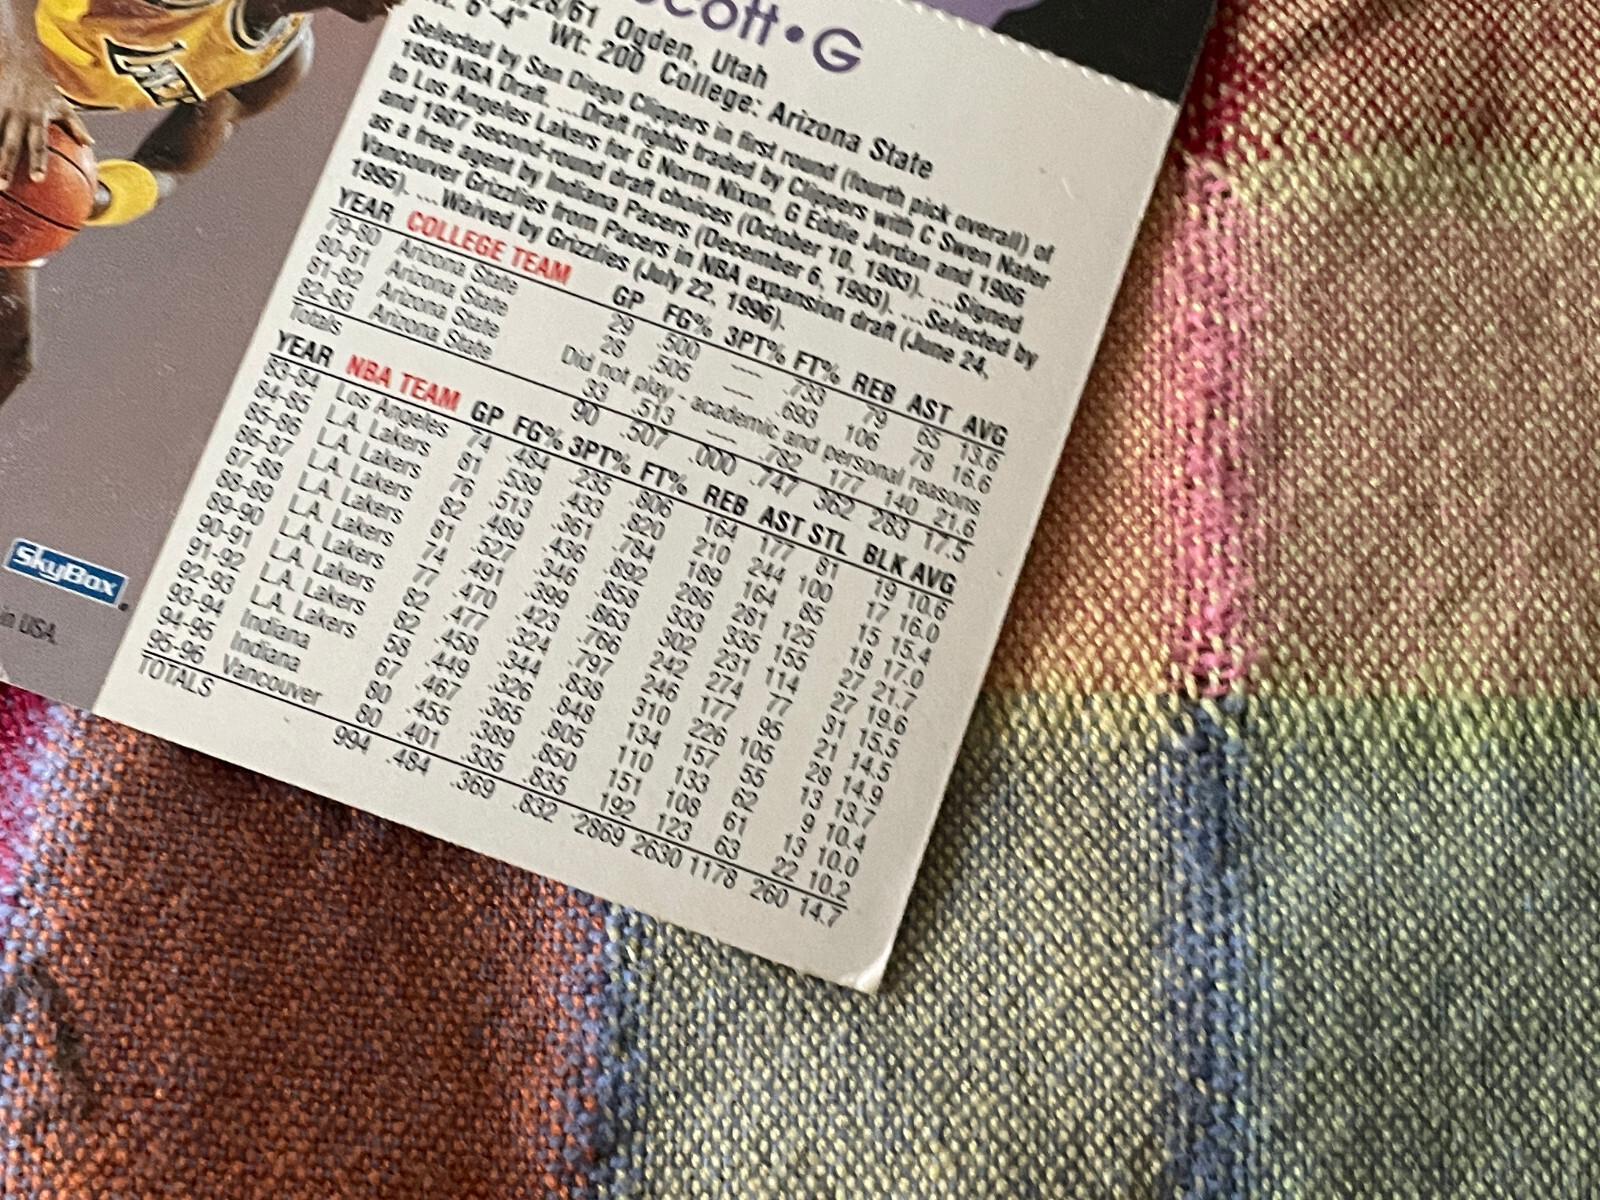 cott•G
28/61 Ogden, Utah
6'-4" Wt: 200 College: Arizona State
Selected by San Diego Clippers in first round (fourth pick overall) of
1983 NBA Draft. ...Draft rights traded by Clippers with C Swen Nater
to Los Angeles Lakers for G Norm Nixon, G Eddie Jordan and 1986
and 1987 second-round draft choices (October 10, 1983). ...Signed
as a free agent by Indiana Pacers (December 6, 1993). ...Selected by
Vancouver Grizzlies from Pacers in NBA expansion draft (June 24,
1995). ...Waived by Grizzlies (July 22, 1996).
YEAR COLLEGE TEAM GP FG% 3PT% FT% REB AST AVG
79-80 Arizona State 29 .500 ---- .733 79 65 13.6
80-81 Arizona State 28 .505 ---- .693 106 78 16.6
81-82 Arizona State Did not play - academic and personal reasons
82-83 Arizona State 33 .513 ---- .782 177 140 21.6
Totals 90 .507 .000 .747 362 283 17.5
YEAR NBA TEAM GP FG% 3PT% FT% REB AST STL BLK AVG
83-84 Los Angeles 74 .484 .235 .806 164 177 81 19 10.6
84-85 L.A. Lakers 81 .539 .433 .820 210 244 100 17 16.0
85-86 L.A. Lakers 76 .513 .361 .784 189 164 85 15 15.4
86-87 L.A. Lakers 82 .489 .436 .892 286 281 125 18 17.0
87-88 L.A. Lakers 81 .527 .346 .858 333 335 155 27 21.7
88-89 L.A. Lakers 74 .491 .399 .863 302 231 114 27 19.6
89-90 L.A. Lakers 77 .470 .423 .766 242 274 77 31 15.5
90-91 L.A. Lakers 82 .477 .324 .797 246 177 95 21 14.5
91-92 L.A. Lakers 82 .458 .344 .838 310 226 105 28 14.9
92-93 L.A. Lakers 58 .449 .326 .848 134 157 55 13 13.7
93-94 Indiana 67 .467 .365 .805 110 133 62 9 10.4
94-95 Indiana 80 .455 .389 .850 151 108 61 13 10.0
95-96 Vancouver 80 .401 .335 .835 192 123 63 22 10.2
TOTALS 994 .484 .369 .832 2869 2630 1178 260 14.7
SkyBox
in USA.